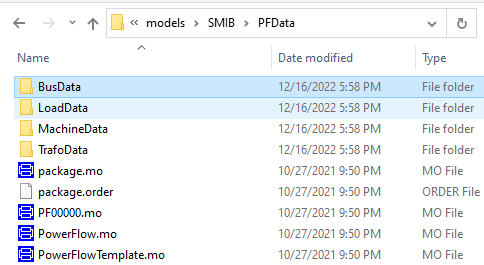 « models > SMIB > PFData
Name Date modified Type
BusData 12/16/2022 5:58 PM File folder
LoadData 12/16/2022 5:58 PM File folder
MachineData 12/16/2022 5:58 PM File folder
TrafoData 12/16/2022 5:58 PM File folder
package.mo 10/27/2021 9:50 PM MO File
package.order 10/27/2021 9:50 PM ORDER File
PF00000.mo 10/27/2021 9:50 PM MO File
PowerFlow.mo 10/27/2021 9:50 PM MO File
PowerFlowTemplate.mo 10/27/2021 9:50 PM MO File